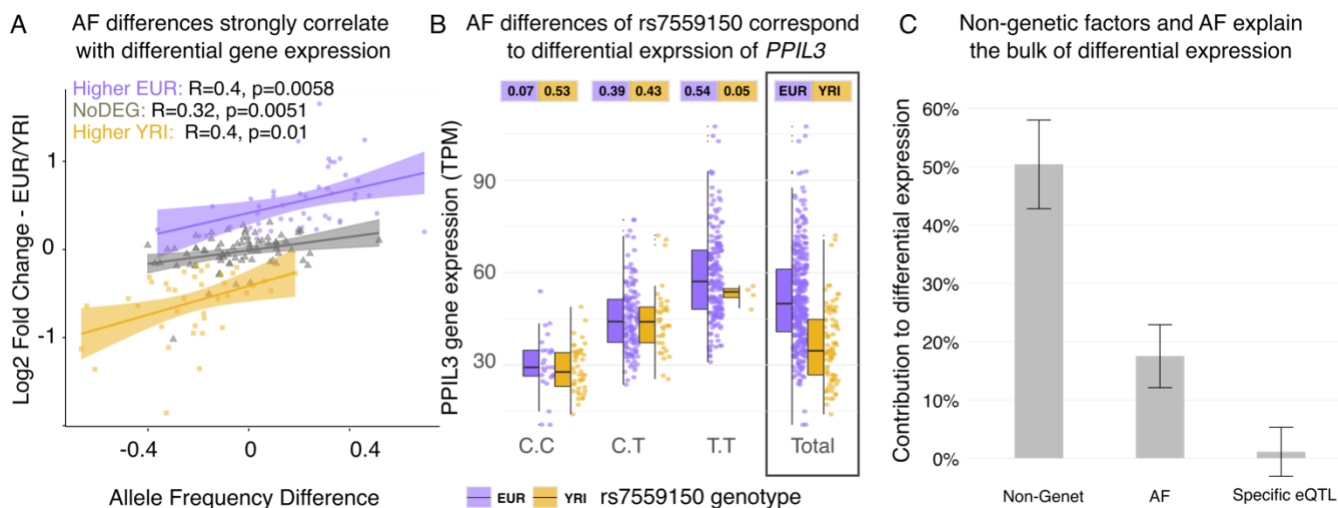 A
AF differences strongly correlate
with differential gene expression
Higher EUR: R=0.4, p=0.0058
NoDEG: R=0.32, p=0.0051
Higher YRI: R=0.4, p=0.01
Log2 Fold Change - EUR/YRI
1
0
-1
-0.4
0
0.4
Allele Frequency Difference
B
AF differences of rs7559150 correspond
to differential exprssion of PPIL3
0.07 0.53 0.39 0.43 0.54 0.05 EUR YRI
PPIL3 gene expression (TPM)
90
60
30
C.C C.T T.T Total
EUR YRI rs7559150 genotype
C
Non-genetic factors and AF explain
the bulk of differential expression
Contribution to differential expression
60%
50%
40%
30%
20%
10%
0%
Non-Genet AF Specific eQTL